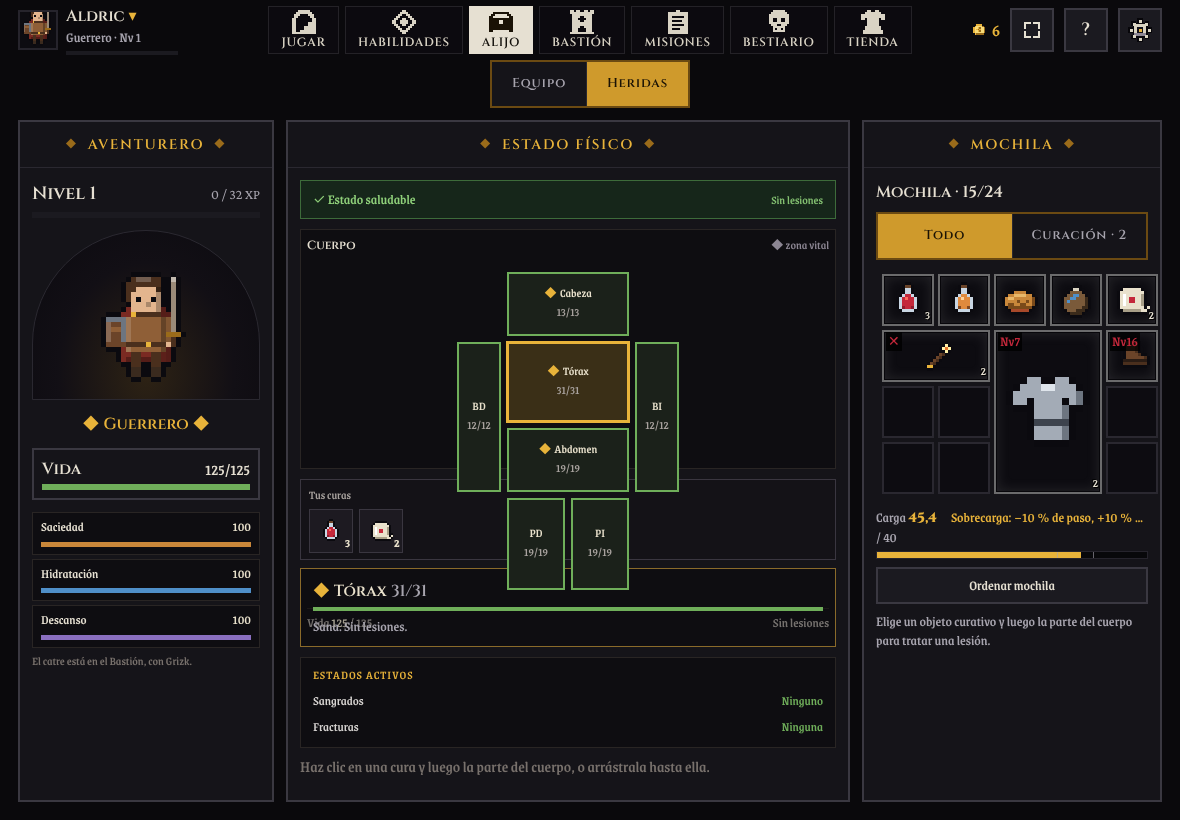 ALDRIC ▾
Guerrero · Nv 1
JUGAR
HABILIDADES
ALIJO
BASTIÓN
MISIONES
BESTIARIO
TIENDA
6
?
EQUIPO
HERIDAS
AVENTURERO
NIVEL 1
0 / 32 XP
GUERRERO
VIDA
125/125
Saciedad
100
Hidratación
100
Descanso
100
El catre está en el Bastión, con Grizk.
ESTADO FÍSICO
✓ Estado saludable
Sin lesiones
CUERPO
zona vital
Cabeza
13/13
Tórax
31/31
BD
12/12
BI
12/12
Abdomen
19/19
Tus curas
3
2
PD
19/19
PI
19/19
TÓRAX 31/31
Vida 125 / 125
Sin lesiones
Sana. Sin lesiones.
ESTADOS ACTIVOS
Sangrados
Ninguno
Fracturas
Ninguna
Haz clic en una cura y luego la parte del cuerpo, o arrástrala hasta ella.
MOCHILA
MOCHILA · 15/24
TODO
CURACIÓN · 2
3
2
2
Nv7
Nv16
2
Carga 45,4
/ 40
Sobrecarga: −10 % de paso, +10 % ...
Ordenar mochila
Elige un objeto curativo y luego la parte del cuerpo
para tratar una lesión.